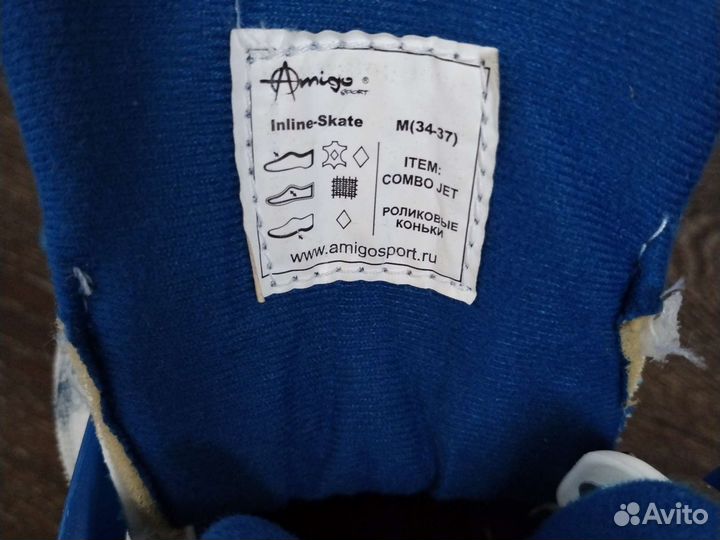 Amigo ®
SPORT
Inline-Skate M(34-37)
ITEM:
COMBO JET
РОЛИКОВЫЕ
КОНЬКИ
www.amigosport.ru
Avito